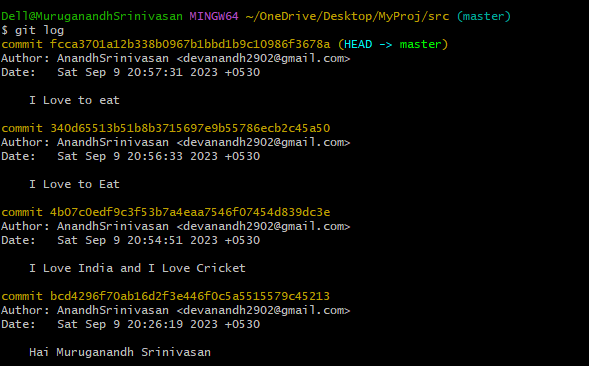 Dell@MuruganandhSrinivasan MINGW64 ~/OneDrive/Desktop/MyProj/src (master)
$ git log
commit fcca3701a12b338b0967b1bbd1b9c10986f3678a (HEAD -> master)
Author: AnandhSrinivasan <devanandh2902@gmail.com>
Date:   Sat Sep 9 20:57:31 2023 +0530
    I Love to eat
commit 340d65513b51b8b3715697e9b55786ecb2c45a50
Author: AnandhSrinivasan <devanandh2902@gmail.com>
Date:   Sat Sep 9 20:56:33 2023 +0530
    I Love to Eat
commit 4b07c0edf9c3f53b7a4eaa7546f07454d839dc3e
Author: AnandhSrinivasan <devanandh2902@gmail.com>
Date:   Sat Sep 9 20:54:51 2023 +0530
    I Love India and I Love Cricket
commit bcd4296f70ab16d2f3e446f0c5a5515579c45213
Author: AnandhSrinivasan <devanandh2902@gmail.com>
Date:   Sat Sep 9 20:26:19 2023 +0530
    Hai Muruganandh Srinivasan